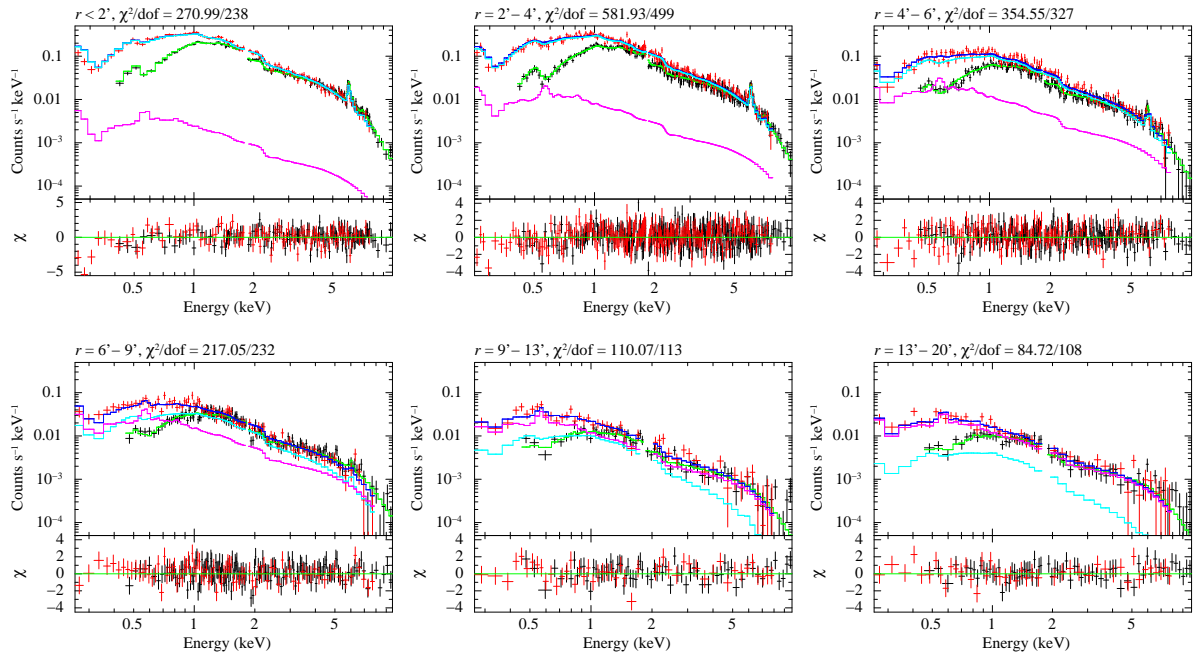 r < 2’, χ²/dof = 270.99/238
r = 2’– 4’, χ²/dof = 581.93/499
r = 4’– 6’, χ²/dof = 354.55/327
Counts s⁻¹ keV⁻¹
0.1
0.01
10⁻³
10⁻⁴
χ
5
0
−5
0.5 1 2 5
Energy (keV)
Counts s⁻¹ keV⁻¹
0.1
0.01
10⁻³
10⁻⁴
χ
4
2
0
−2
−4
0.5 1 2 5
Energy (keV)
Counts s⁻¹ keV⁻¹
0.1
0.01
10⁻³
10⁻⁴
χ
4
2
0
−2
−4
0.5 1 2 5
Energy (keV)
r = 6’– 9’, χ²/dof = 217.05/232
r = 9’– 13’, χ²/dof = 110.07/113
r = 13’– 20’, χ²/dof = 84.72/108
Counts s⁻¹ keV⁻¹
0.1
0.01
10⁻³
10⁻⁴
χ
4
2
0
−2
−4
0.5 1 2 5
Energy (keV)
Counts s⁻¹ keV⁻¹
0.1
0.01
10⁻³
10⁻⁴
χ
4
2
0
−2
−4
0.5 1 2 5
Energy (keV)
Counts s⁻¹ keV⁻¹
0.1
0.01
10⁻³
10⁻⁴
χ
4
2
0
−2
−4
0.5 1 2 5
Energy (keV)